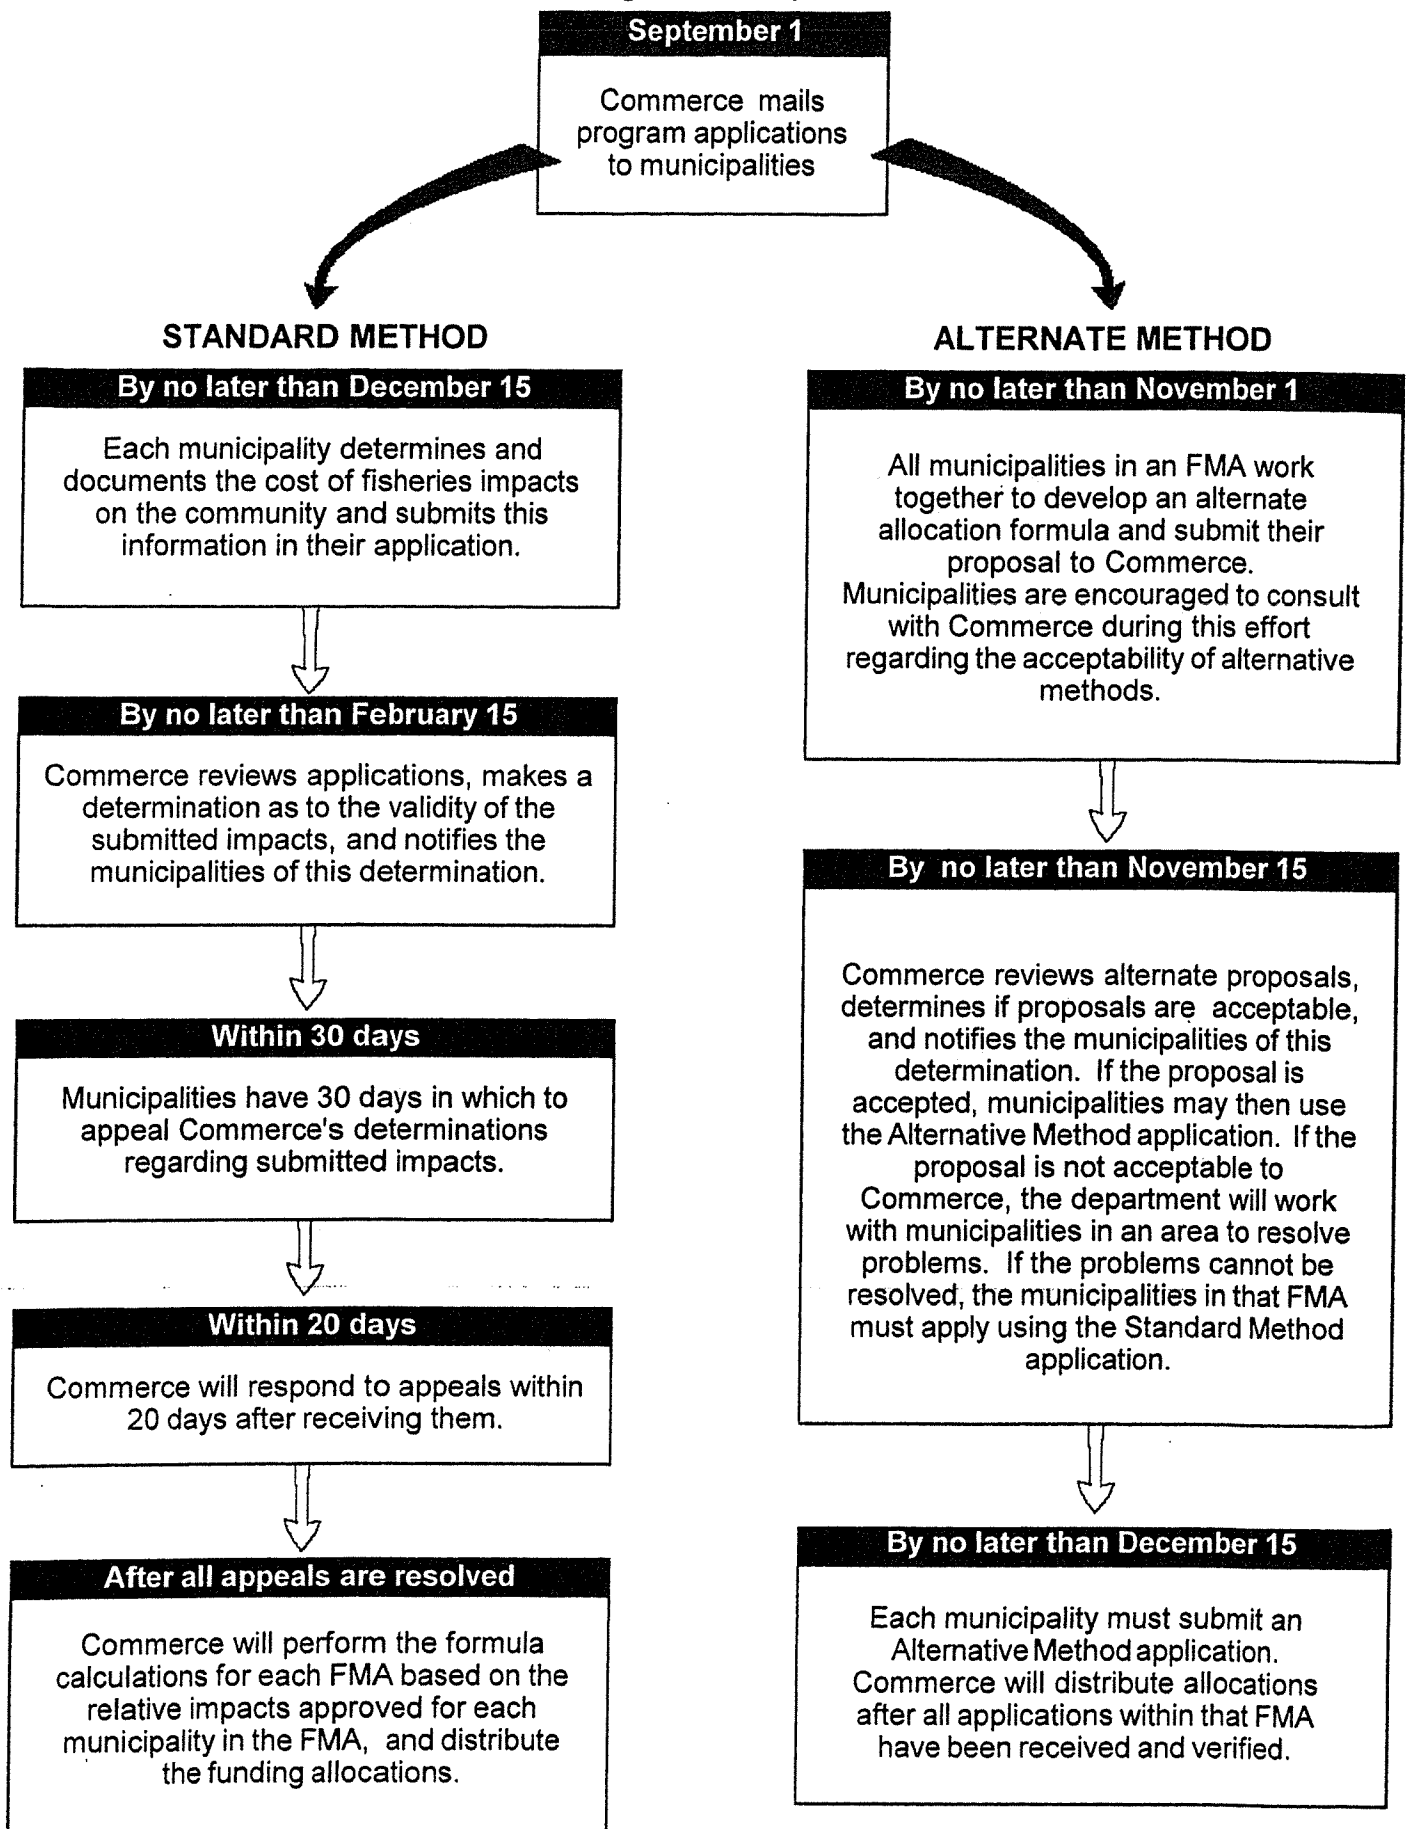 September 1
Commerce mails
program applications
to municipalities
STANDARD METHOD
By no later than December 15
Each municipality determines and
documents the cost of fisheries impacts
on the community and submits this
information in their application.
By no later than February 15
Commerce reviews applications, makes a
determination as to the validity of the
submitted impacts, and notifies the
municipalities of this determination.
Within 30 days
Municipalities have 30 days in which to
appeal Commerce's determinations
regarding submitted impacts.
Within 20 days
Commerce will respond to appeals within
20 days after receiving them.
After all appeals are resolved
Commerce will perform the formula
calculations for each FMA based on the
relative impacts approved for each
municipality in the FMA, and distribute
the funding allocations.
ALTERNATE METHOD
By no later than November 1
All municipalities in an FMA work
together to develop an alternate
allocation formula and submit their
proposal to Commerce.
Municipalities are encouraged to consult
with Commerce during this effort
regarding the acceptability of alternative
methods.
By no later than November 15
Commerce reviews alternate proposals,
determines if proposals are acceptable,
and notifies the municipalities of this
determination. If the proposal is
accepted, municipalities may then use
the Alternative Method application. If the
proposal is not acceptable to
Commerce, the department will work
with municipalities in an area to resolve
problems. If the problems cannot be
resolved, the municipalities in that FMA
must apply using the Standard Method
application.
By no later than December 15
Each municipality must submit an
Alternative Method application.
Commerce will distribute allocations
after all applications within that FMA
have been received and verified.